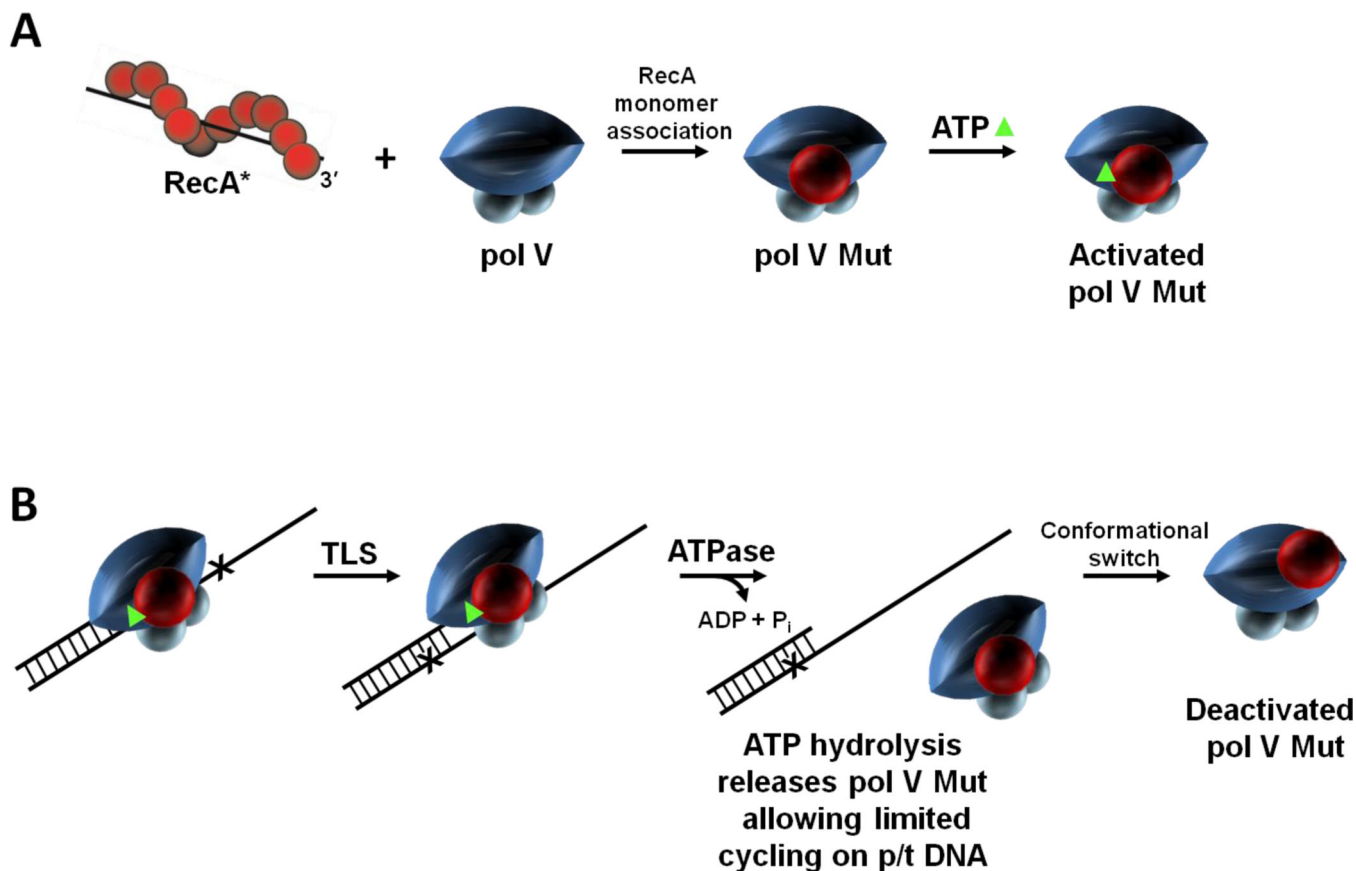 A
RecA*
3′
+
pol V
RecA
monomer
association
pol V Mut
ATP
Activated
pol V Mut
B
TLS
ATPase
ADP + Pi
ATP hydrolysis
releases pol V Mut
allowing limited
cycling on p/t DNA
Conformational
switch
Deactivated
pol V Mut